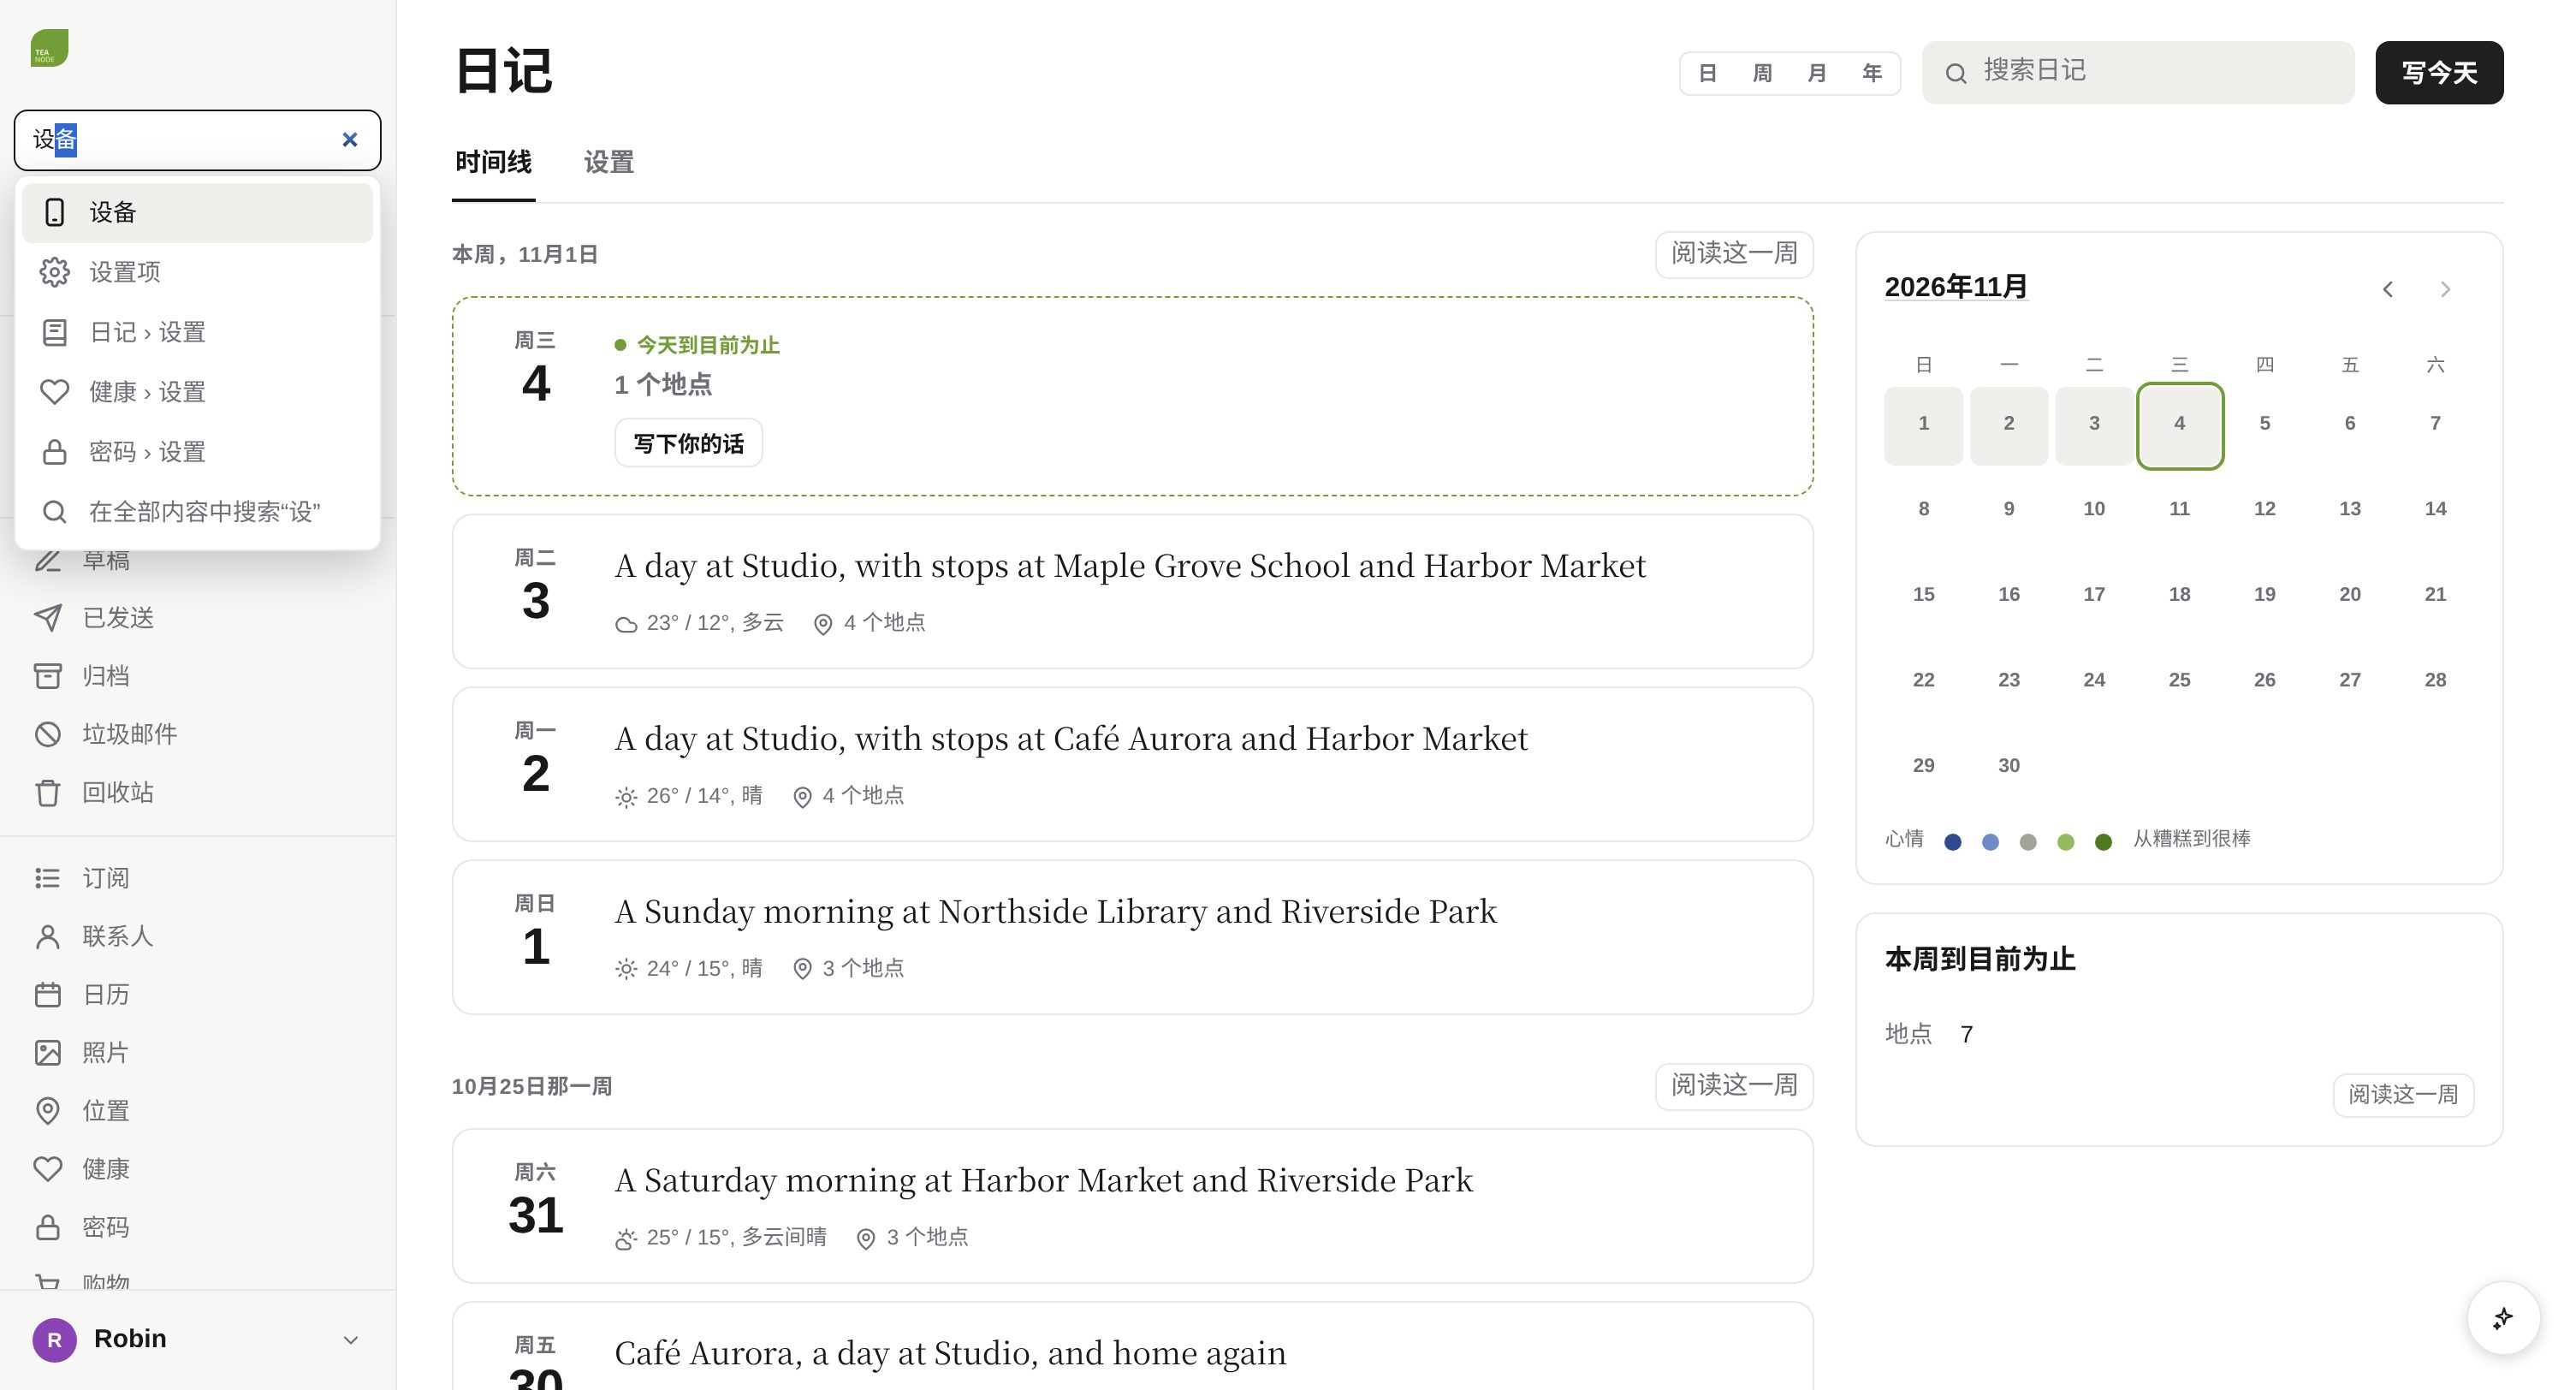 TEA
NODE
设备
设备
设置项
日记 › 设置
健康 › 设置
密码 › 设置
在全部内容中搜索“设”
草稿
已发送
归档
垃圾邮件
回收站
订阅
联系人
日历
照片
位置
健康
密码
购物
R Robin
日记
日 周 月 年
搜索日记
写今天
时间线 设置
本周，11月1日 阅读这一周
周三
4
今天到目前为止
1 个地点
写下你的话
周二
3
A day at Studio, with stops at Maple Grove School and Harbor Market
23° / 12°, 多云 4 个地点
周一
2
A day at Studio, with stops at Café Aurora and Harbor Market
26° / 14°, 晴 4 个地点
周日
1
A Sunday morning at Northside Library and Riverside Park
24° / 15°, 晴 3 个地点
10月25日那一周 阅读这一周
周六
31
A Saturday morning at Harbor Market and Riverside Park
25° / 15°, 多云间晴 3 个地点
周五
30
Café Aurora, a day at Studio, and home again
2026年11月
日 一 二 三 四 五 六
1 2 3 4 5 6 7
8 9 10 11 12 13 14
15 16 17 18 19 20 21
22 23 24 25 26 27 28
29 30
心情 从糟糕到很棒
本周到目前为止
地点 7
阅读这一周